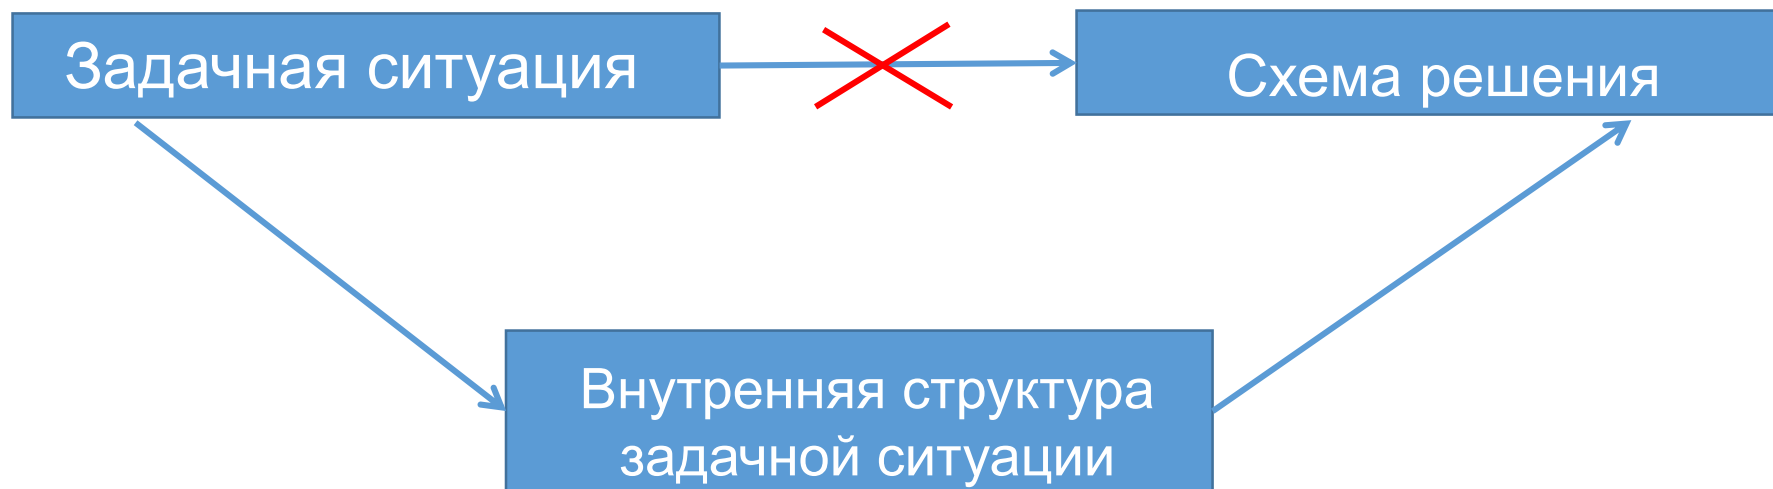 Задачная ситуация
Схема решения
Внутренняя структура
задачной ситуации